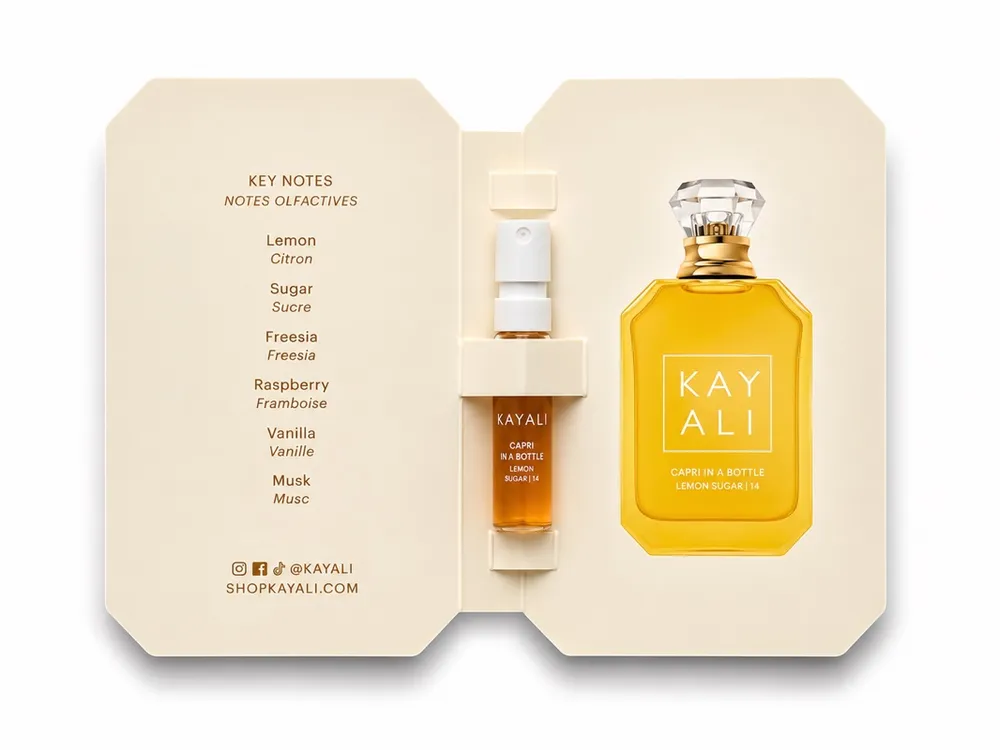 KEY NOTES
NOTES OLFACTIVES
Lemon
Citron
Sugar
Sucre
Freesia
Freesia
Raspberry
Framboise
Vanilla
Vanille
Musk
Musc
@KAYALI
SHOPKAYALI.COM
KAYALI
CAPRI
IN A BOTTLE
LEMON
SUGAR | 14
KAY
ALI
CAPRI IN A BOTTLE
LEMON SUGAR | 14